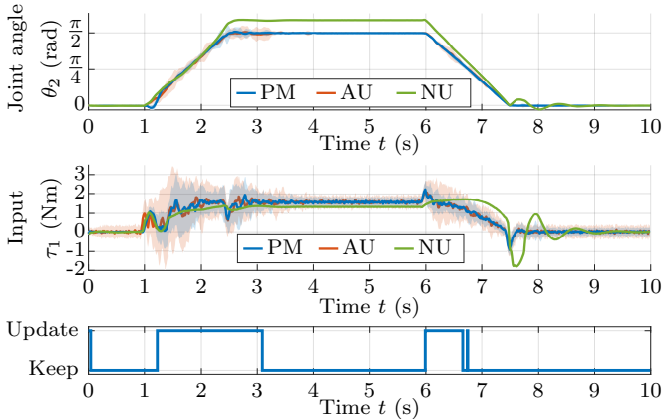 Joint angle
θ₂ (rad)
π/2
π/4
0
PM AU NU
0 1 2 3 4 5 6 7 8 9 10
Time t (s)
Input
τ₁ (Nm)
3
2
1
0
-1
-2
PM AU NU
0 1 2 3 4 5 6 7 8 9 10
Time t (s)
Update
Keep
0 1 2 3 4 5 6 7 8 9 10
Time t (s)